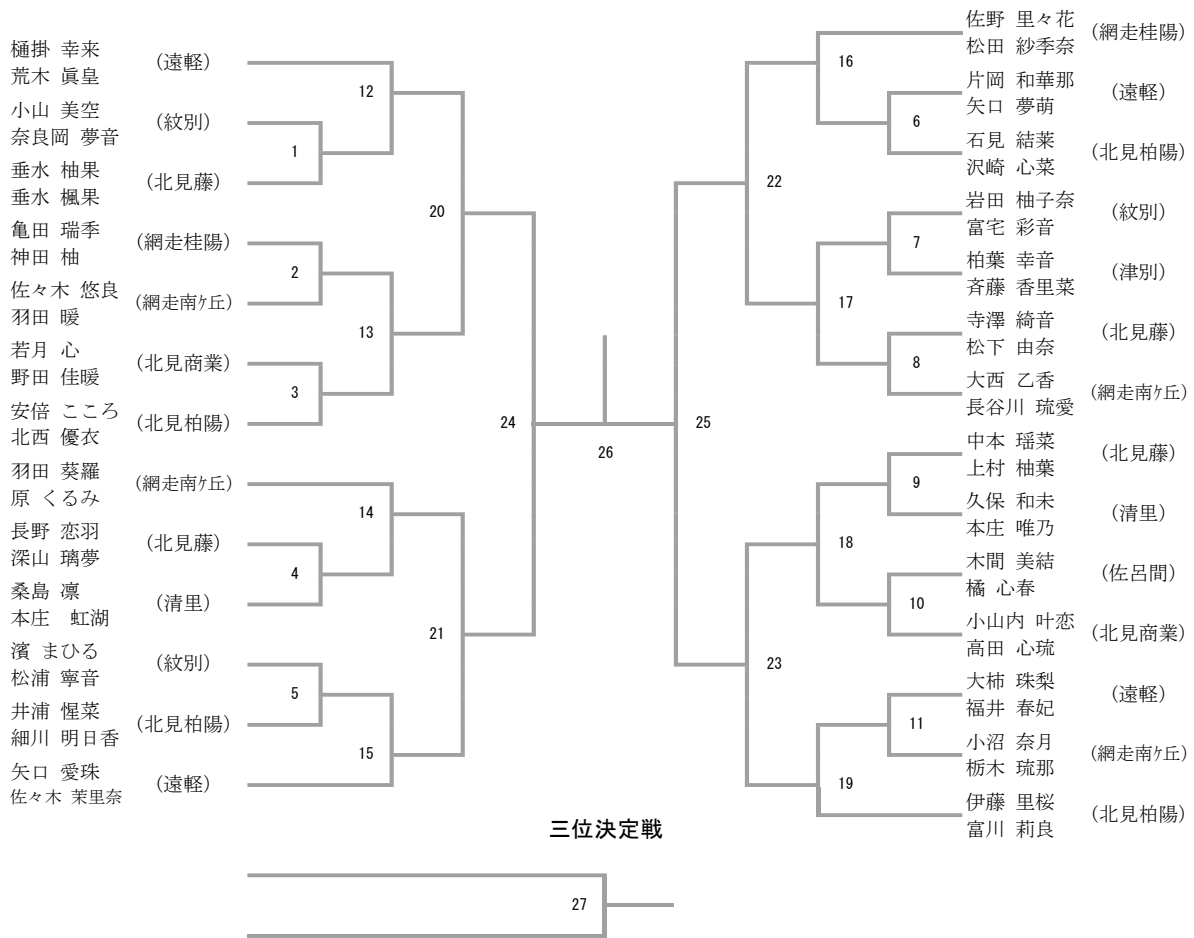 樋掛 幸来
荒木 眞皇
(遠軽)
12
小山 美空
奈良岡 夢音
(紋別)
1
垂水 柚果
垂水 楓果
(北見藤)
20
亀田 瑞季
神田 柚
(網走桂陽)
2
佐々木 悠良
羽田 暖
(網走南ケ丘)
13
若月 心
野田 佳暖
(北見商業)
3
安倍 こころ
北西 優衣
(北見柏陽)
24
羽田 葵羅
原 くるみ
(網走南ケ丘)
14
長野 恋羽
深山 璃夢
(北見藤)
4
桑島 凛
本庄 虹湖
(清里)
21
濱 まひる
松浦 寧音
(紋別)
5
井浦 惺菜
細川 明日香
(北見柏陽)
15
矢口 愛珠
佐々木 茉里奈
(遠軽)
26
佐野 里々花
松田 紗季奈
(網走桂陽)
16
片岡 和華那
矢口 夢萌
(遠軽)
6
石見 結菜
沢崎 心菜
(北見柏陽)
22
岩田 柚子奈
富宅 彩音
(紋別)
7
柏葉 幸音
斉藤 香里菜
(津別)
17
寺澤 綺音
松下 由奈
(北見藤)
8
大西 乙香
長谷川 琉愛
(網走南ケ丘)
25
中本 瑶菜
上村 柚葉
(北見藤)
9
久保 和未
本庄 唯乃
(清里)
18
木間 美結
橘 心春
(佐呂間)
10
小山内 叶恋
高田 心琉
(北見商業)
23
大柿 珠梨
福井 春妃
(遠軽)
11
小沼 奈月
栃木 琉那
(網走南ケ丘)
19
伊藤 里桜
富川 莉良
(北見柏陽)
三位決定戦
27